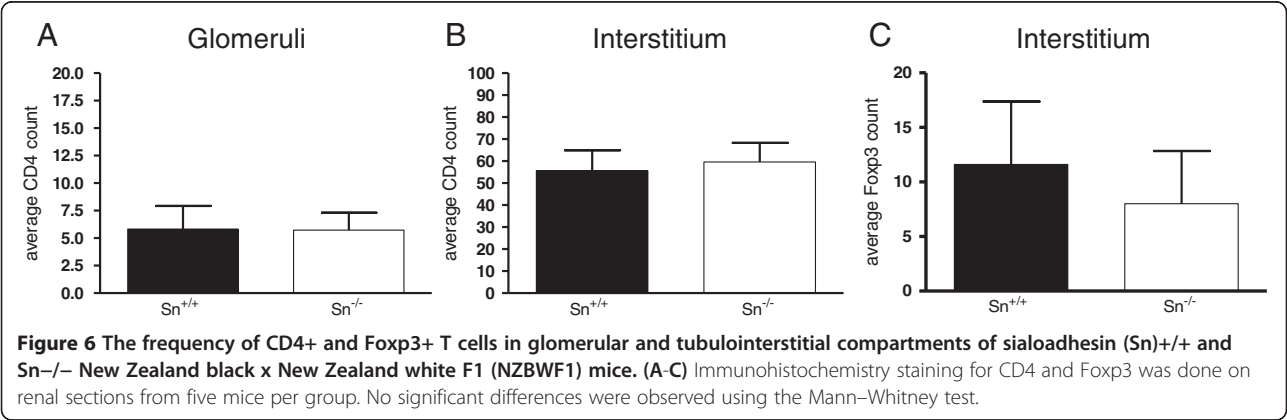 A Glomeruli
average CD4 count
20.0
17.5
15.0
12.5
10.0
7.5
5.0
2.5
0.0
Sn+/+ Sn-/-
B Interstitium
average CD4 count
100
90
80
70
60
50
40
30
20
10
0
Sn+/+ Sn-/-
C Interstitium
average Foxp3 count
20
15
10
5
0
Sn+/+ Sn-/-
Figure 6 The frequency of CD4+ and Foxp3+ T cells in glomerular and tubulointerstitial compartments of sialoadhesin (Sn)+/+ and
Sn−/− New Zealand black x New Zealand white F1 (NZBWF1) mice. (A-C) Immunohistochemistry staining for CD4 and Foxp3 was done on
renal sections from five mice per group. No significant differences were observed using the Mann–Whitney test.